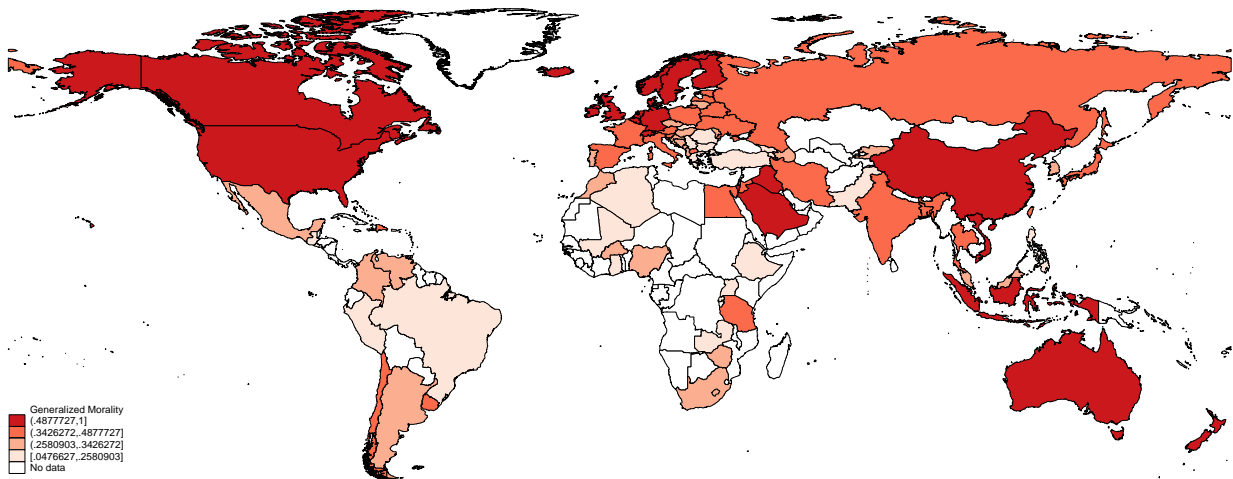 Generalized Morality
(.4877727,1]
(.3426272,.4877727]
(.2580903,.3426272]
[.0476627,.2580903]
No data